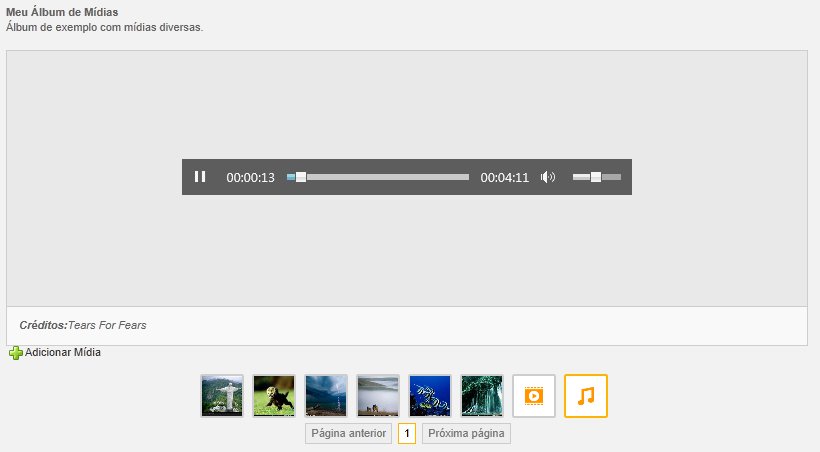 Meu Álbum de Mídias
Álbum de exemplo com mídias diversas.
00:00:13 00:04:11
Créditos:Tears For Fears
Adicionar Mídia
Página anterior 1 Próxima página